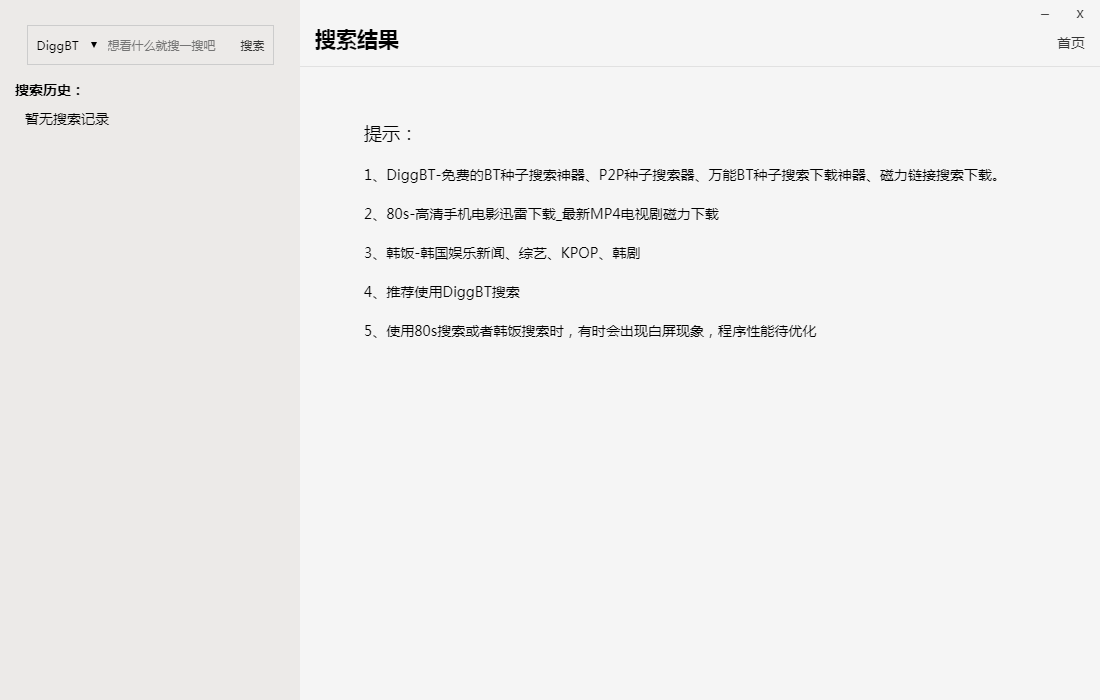 DiggBT ▼ 想看什么就搜一搜吧 搜索
搜索历史：
暂无搜索记录
– x
搜索结果
首页
提示：
1、DiggBT-免费的BT种子搜索神器、P2P种子搜索器、万能BT种子搜索下载神器、磁力链接搜索下载。
2、80s-高清手机电影迅雷下载_最新MP4电视剧磁力下载
3、韩饭-韩国娱乐新闻、综艺、KPOP、韩剧
4、推荐使用DiggBT搜索
5、使用80s搜索或者韩饭搜索时，有时会出现白屏现象，程序性能待优化